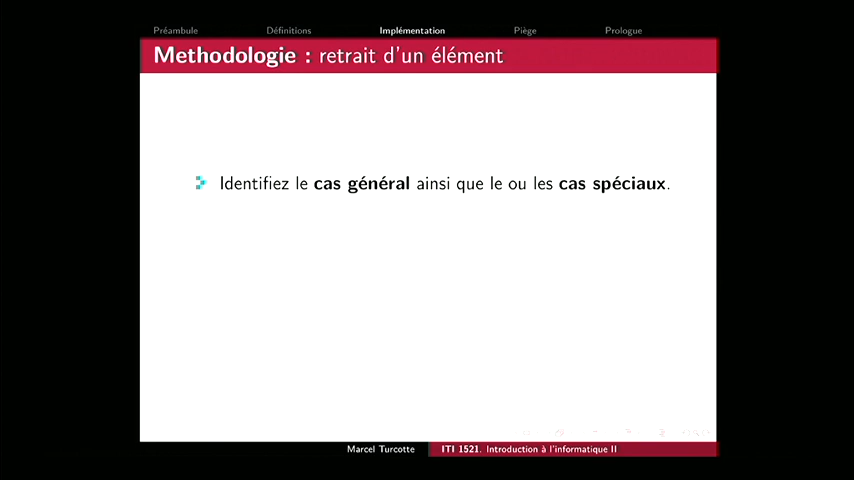 Préambule Définitions Implémentation Piège Prologue
Methodologie : retrait d'un élément
Identifiez le cas général ainsi que le ou les cas spéciaux.
Marcel Turcotte ITI 1521. Introduction à l'informatique II